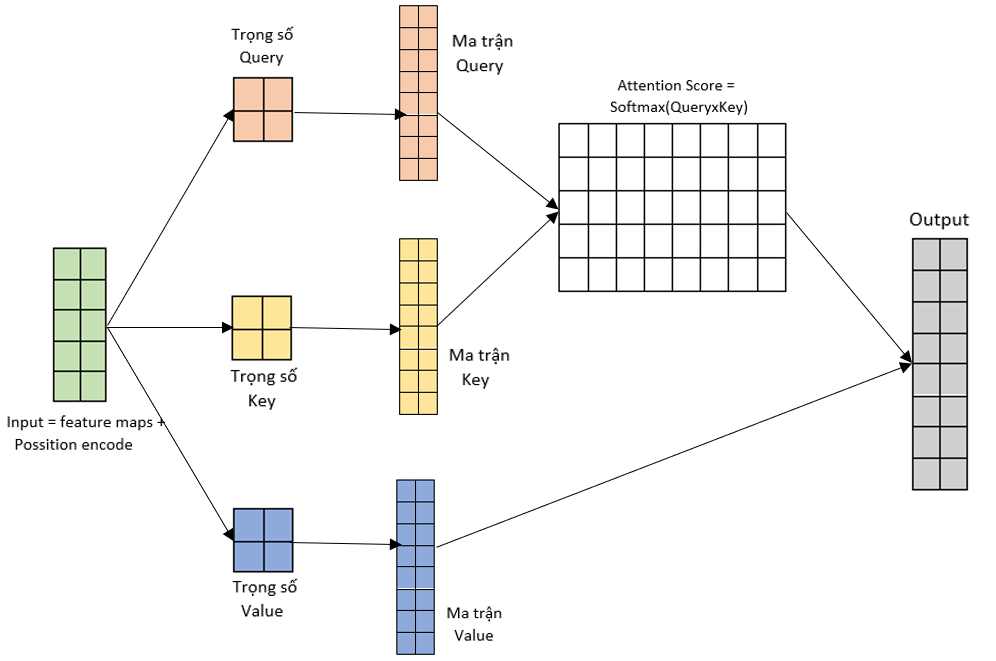 Trọng số
Query
Ma trận
Query
Attention Score =
Softmax(QueryxKey)
Output
Input = feature maps +
Possition encode
Trọng số
Key
Ma trận
Key
Trọng số
Value
Ma trận
Value